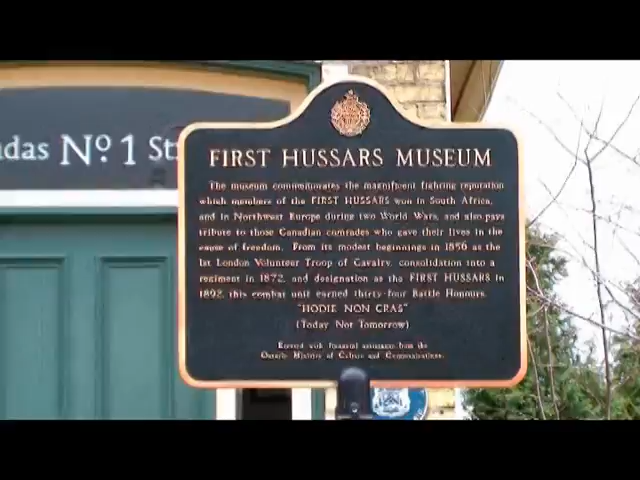 No. 1
FIRST HUSSARS MUSEUM
The museum commemorates the magnificent fighting reputation
which members of the FIRST HUSSARS won in South Africa,
and in Northwest Europe during two World Wars, and also pays
tribute to those Canadian comrades who gave their lives in the
cause of freedom. From its modest beginnings in 1856 as the
1st London Volunteer Troop of Cavalry, consolidation into a
regiment in 1872, and designation as the FIRST HUSSARS in
1892, this combat unit earned thirty-four Battle Honours.
"HODIE NON CRAS"
(Today Not Tomorrow)
Erected with financial assistance from the
Ontario Ministry of Culture and Communications.